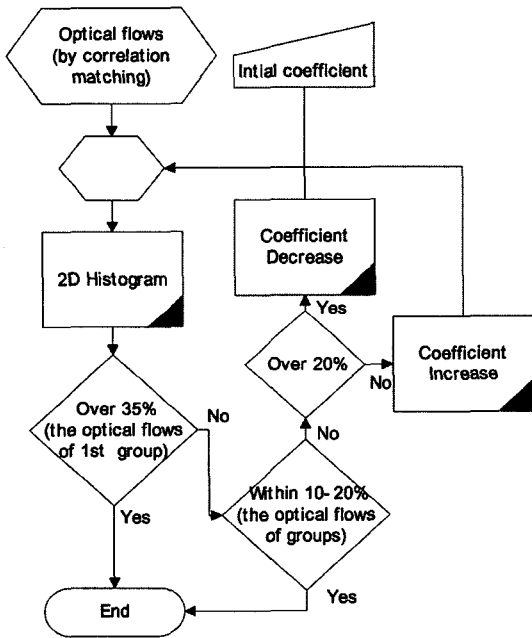 Optical flows
(by correlation
matching)
Intial coefficient
2D Histogram
Coefficient
Decrease
Yes
Over 20%
No
Coefficient
Increase
Over 35%
(the optical flows
of 1st group)
No
Yes
No
Within 10-20%
(the optical flows
of groups)
Yes
End